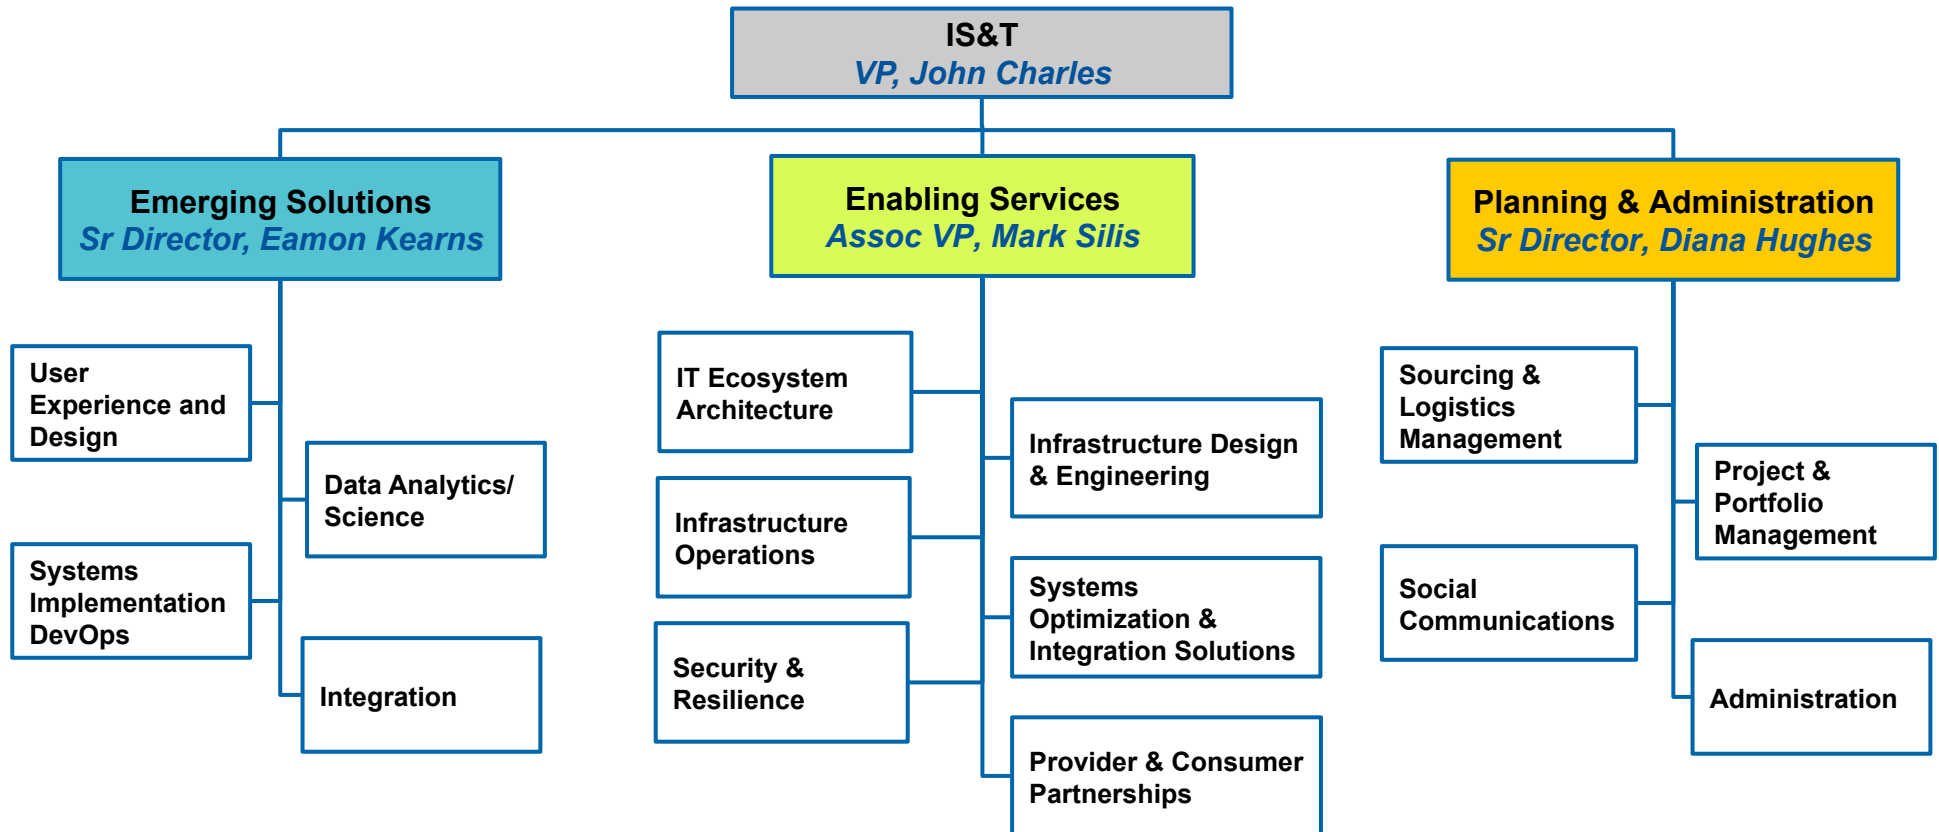 IS&T
VP, John Charles
Emerging Solutions
Sr Director, Eamon Kearns
Enabling Services
Assoc VP, Mark Silis
Planning & Administration
Sr Director, Diana Hughes
User
Experience and
Design
Data Analytics/
Science
Systems
Implementation
DevOps
Integration
IT Ecosystem
Architecture
Infrastructure Design
& Engineering
Infrastructure
Operations
Systems
Optimization &
Integration Solutions
Security &
Resilience
Provider & Consumer
Partnerships
Sourcing &
Logistics
Management
Project &
Portfolio
Management
Social
Communications
Administration